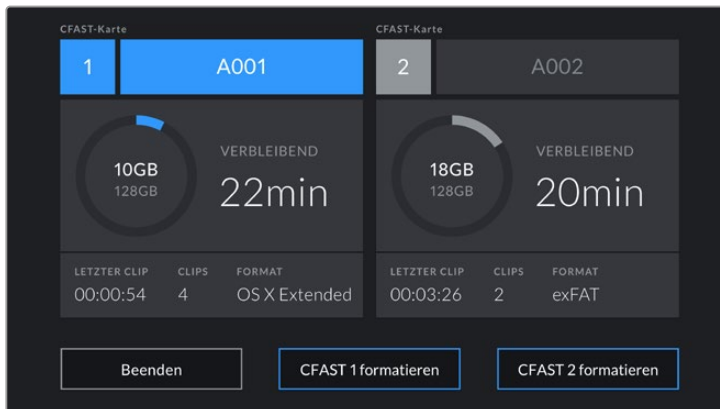 CFAST-Karte
1 A001
10GB
128GB
VERBLEIBEND
22min
LETZTER CLIP CLIPS FORMAT
00:00:54 4 OS X Extended
CFAST-Karte
2 A002
18GB
128GB
VERBLEIBEND
20min
LETZTER CLIP CLIPS FORMAT
00:03:26 2 exFAT
Beenden CFAST 1 formatieren CFAST 2 formatieren